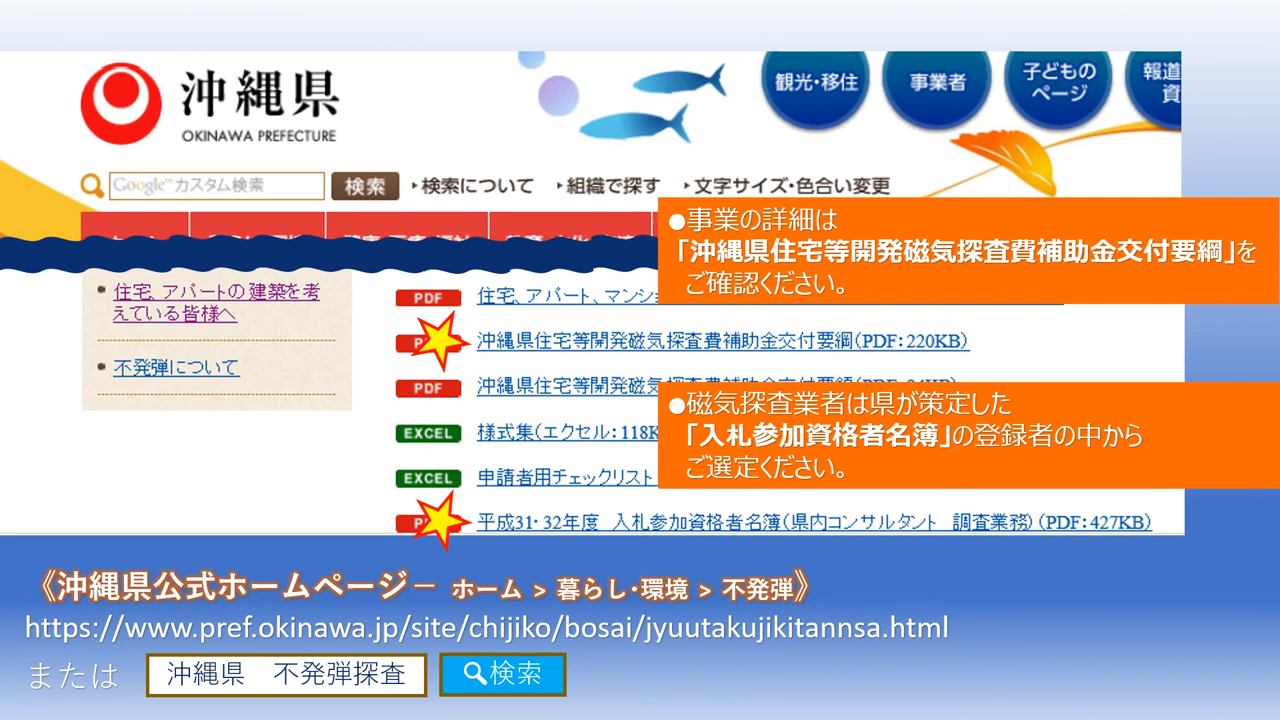 沖縄県
OKINAWA PREFECTURE
観光・移住
事業者
子どもの
ページ
報道
資
Google™カスタム検索
検索
検索について
組織で探す
文字サイズ・色合い変更
●事業の詳細は
「沖縄県住宅等開発磁気探査費補助金交付要綱」を
ご確認ください。
住宅、アパートの建築を考
えている皆様へ
不発弾について
PDF 住宅、アパート、マンシ
沖縄県住宅等開発磁気探査費補助金交付要綱(PDF:220KB)
PDF 沖縄県住宅等開発磁気
EXCEL 様式集(エクセル:118K
EXCEL 申請者用チェックリスト
平成31・32年度 入札参加資格者名簿(県内コンサルタント 調査業務)(PDF:427KB)
●磁気探査業者は県が策定した
「入札参加資格者名簿」の登録者の中から
ご選定ください。
《沖縄県公式ホームページ－ ホーム > 暮らし・環境 > 不発弾》
https://www.pref.okinawa.jp/site/chijiko/bosai/jyuutakujikitannsa.html
または 沖縄県 不発弾探査 検索